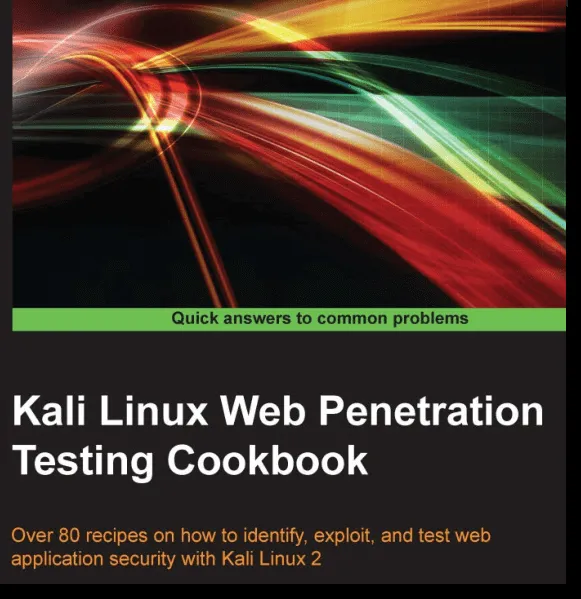 Quick answers to common problems
Kali Linux Web Penetration
Testing Cookbook
Over 80 recipes on how to identify, exploit, and test web
application security with Kali Linux 2